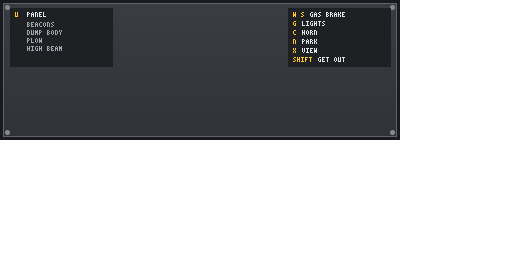 U PANEL
BEACONS
DUMP BODY
PLOW
HIGH BEAM
W S GAS BRAKE
G LIGHTS
C HORN
R PARK
X VIEW
SHIFT GET OUT